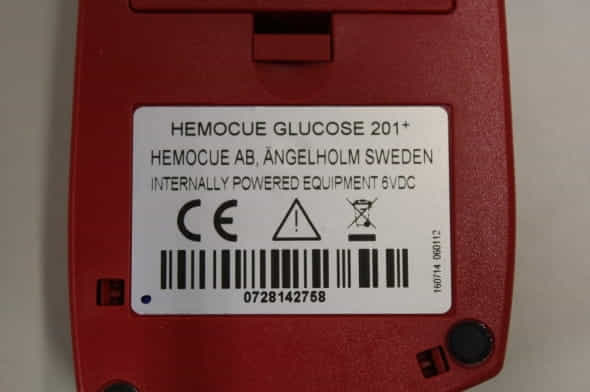 HEMOCUE GLUCOSE 201+
HEMOCUE AB, ÄNGELHOLM SWEDEN
INTERNALLY POWERED EQUIPMENT 6VDC
CE
0728142758
160714 060112